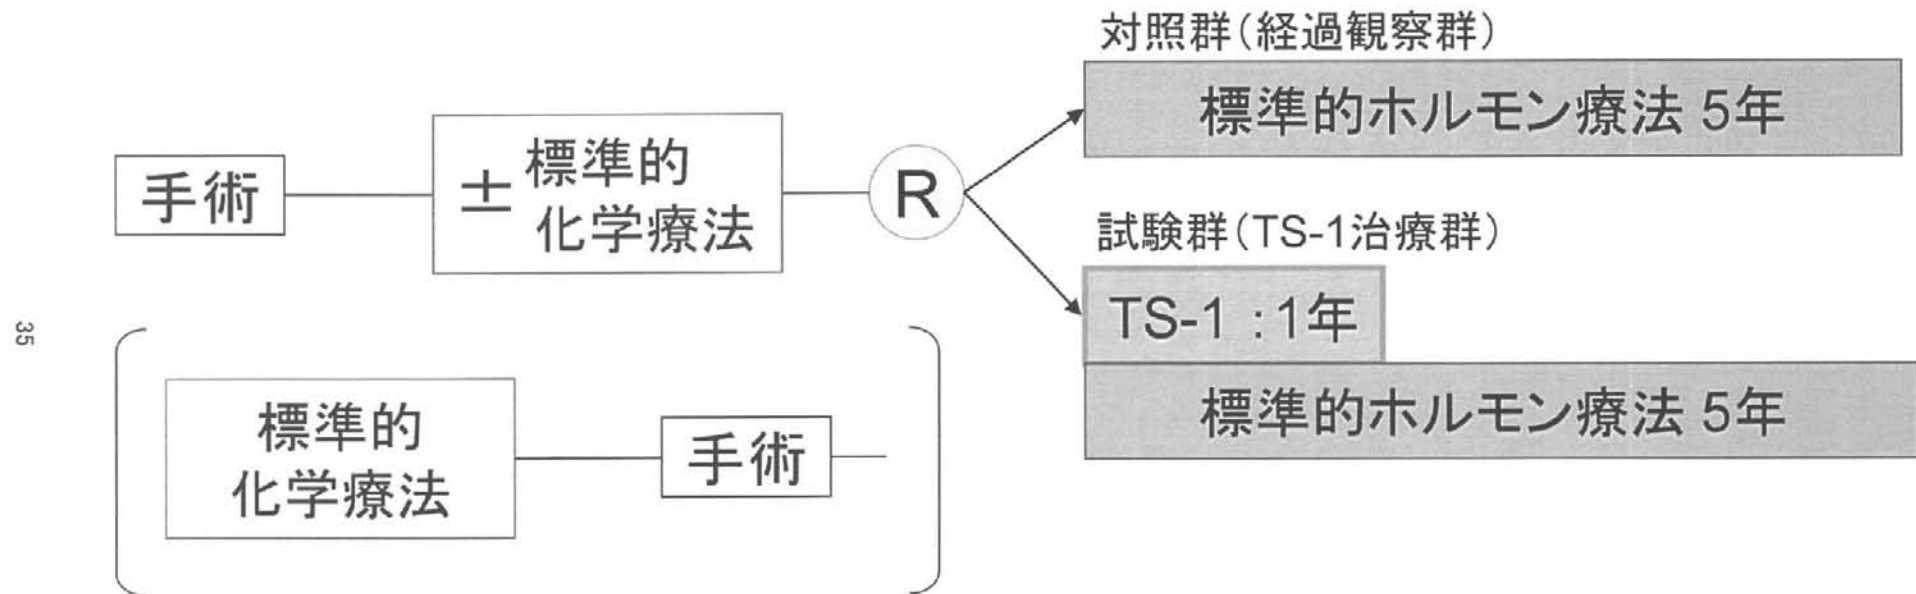 対照群（経過観察群）
標準的ホルモン療法 5年
手術
± 標準的
化学療法
R
試験群（TS-1治療群）
TS-1 : 1年
標準的ホルモン療法 5年
標準的
化学療法
手術
35